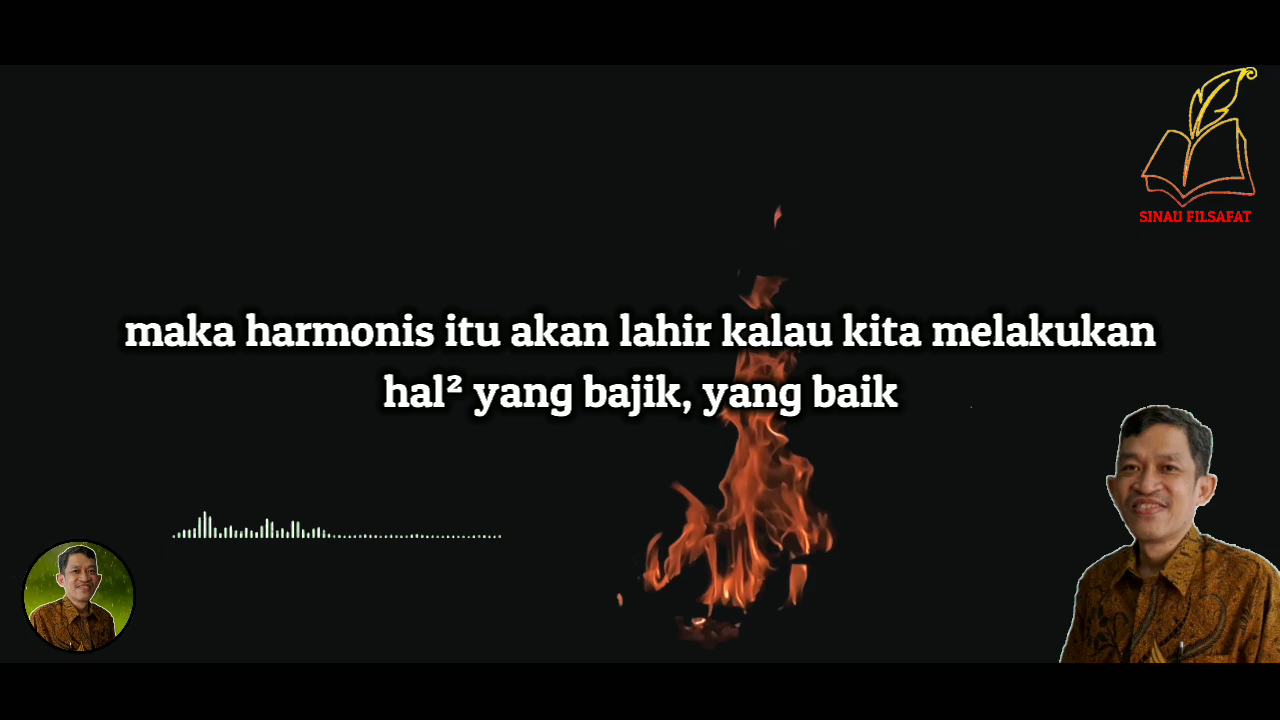 SINAU FILSAFAT
maka harmonis itu akan lahir kalau kita melakukan
hal² yang bajik, yang baik